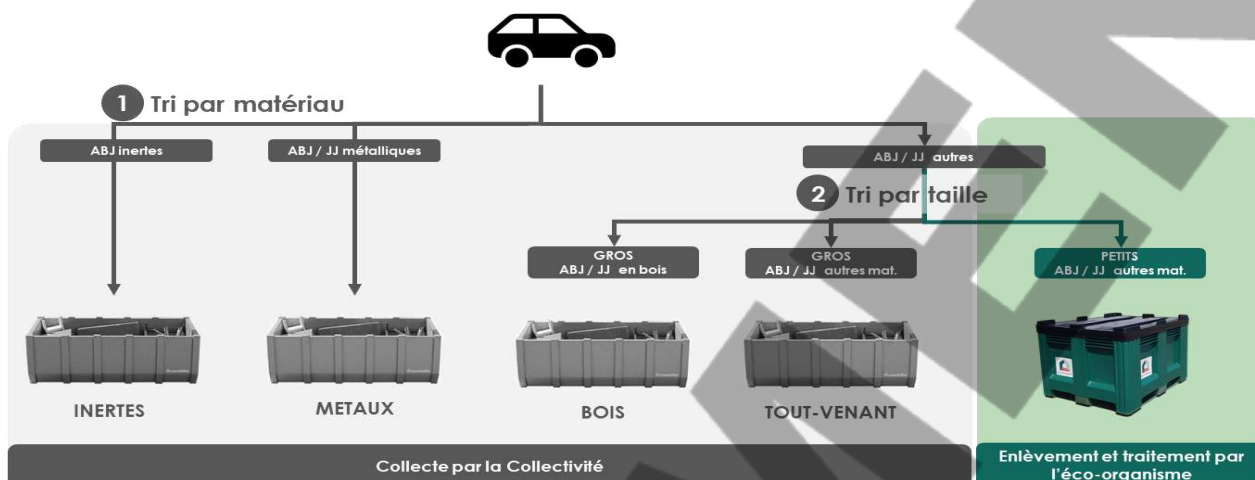 1 Tri par matériau
ABJ inertes
ABJ / JJ métalliques
ABJ / JJ autres
2 Tri par taille
GROS
ABJ / JJ en bois
GROS
ABJ / JJ autres mat.
PETITS
ABJ / JJ autres mat.
INERTES
METAUX
BOIS
TOUT-VENANT
Collecte par la Collectivité
Enlèvement et traitement par
l'éco-organisme